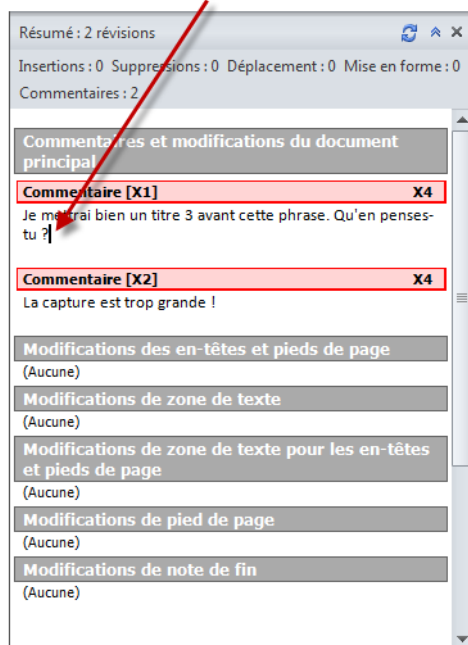 Résumé : 2 révisions
Insertions : 0 Suppressions : 0 Déplacement : 0 Mise en forme : 0
Commentaires : 2
Commentaires et modifications du document
principal
Commentaire [X1] X4
Je mettrai bien un titre 3 avant cette phrase. Qu'en penses-
tu ?
Commentaire [X2] X4
La capture est trop grande !
Modifications des en-têtes et pieds de page
(Aucune)
Modifications de zone de texte
(Aucune)
Modifications de zone de texte pour les en-têtes
et pieds de page
(Aucune)
Modifications de pied de page
(Aucune)
Modifications de note de fin
(Aucune)